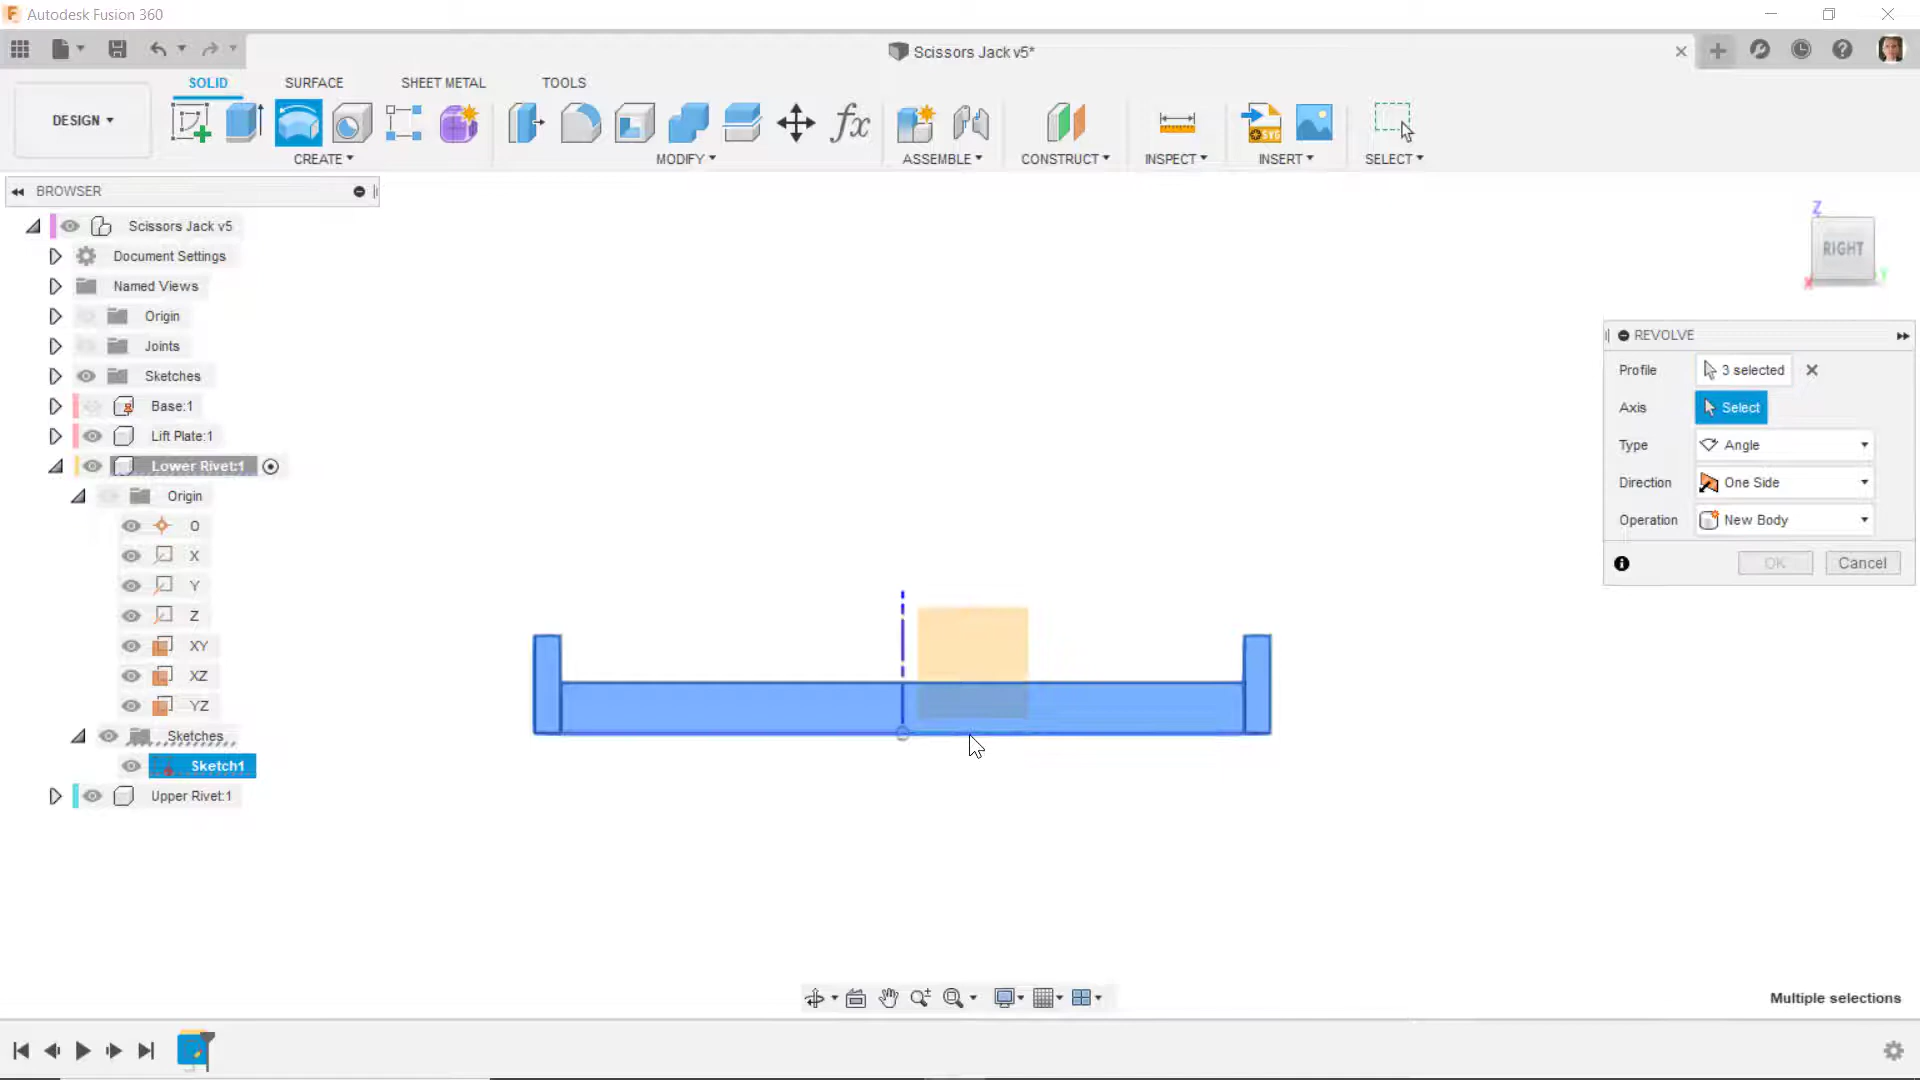 Autodesk Fusion 360
Scissors Jack v5*
SOLID SURFACE SHEET METAL TOOLS
DESIGN
CREATE MODIFY ASSEMBLE CONSTRUCT INSPECT INSERT SELECT
fx
SVG
BROWSER
Scissors Jack v5
Document Settings
Named Views
Origin
Joints
Sketches
Base:1
Lift Plate:1
Lower Rivet:1
Origin
O
X
Y
Z
XY
XZ
YZ
Sketches
Sketch1
Upper Rivet:1
Z
RIGHT
X
Y
REVOLVE
Profile 3 selected
Axis Select
Type Angle
Direction One Side
Operation New Body
OK Cancel
Multiple selections